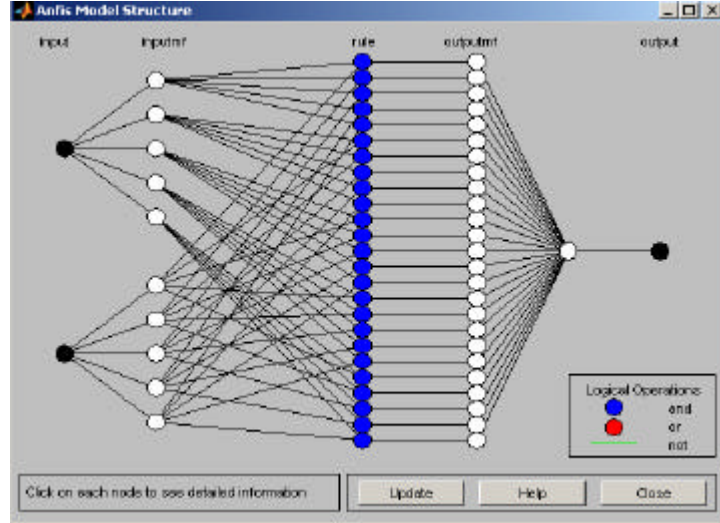 Anfis Model Structure
input inputmf rule outputmf output
Logical Operations
and
or
not
Click on each node to see detailed information
Update Help Close